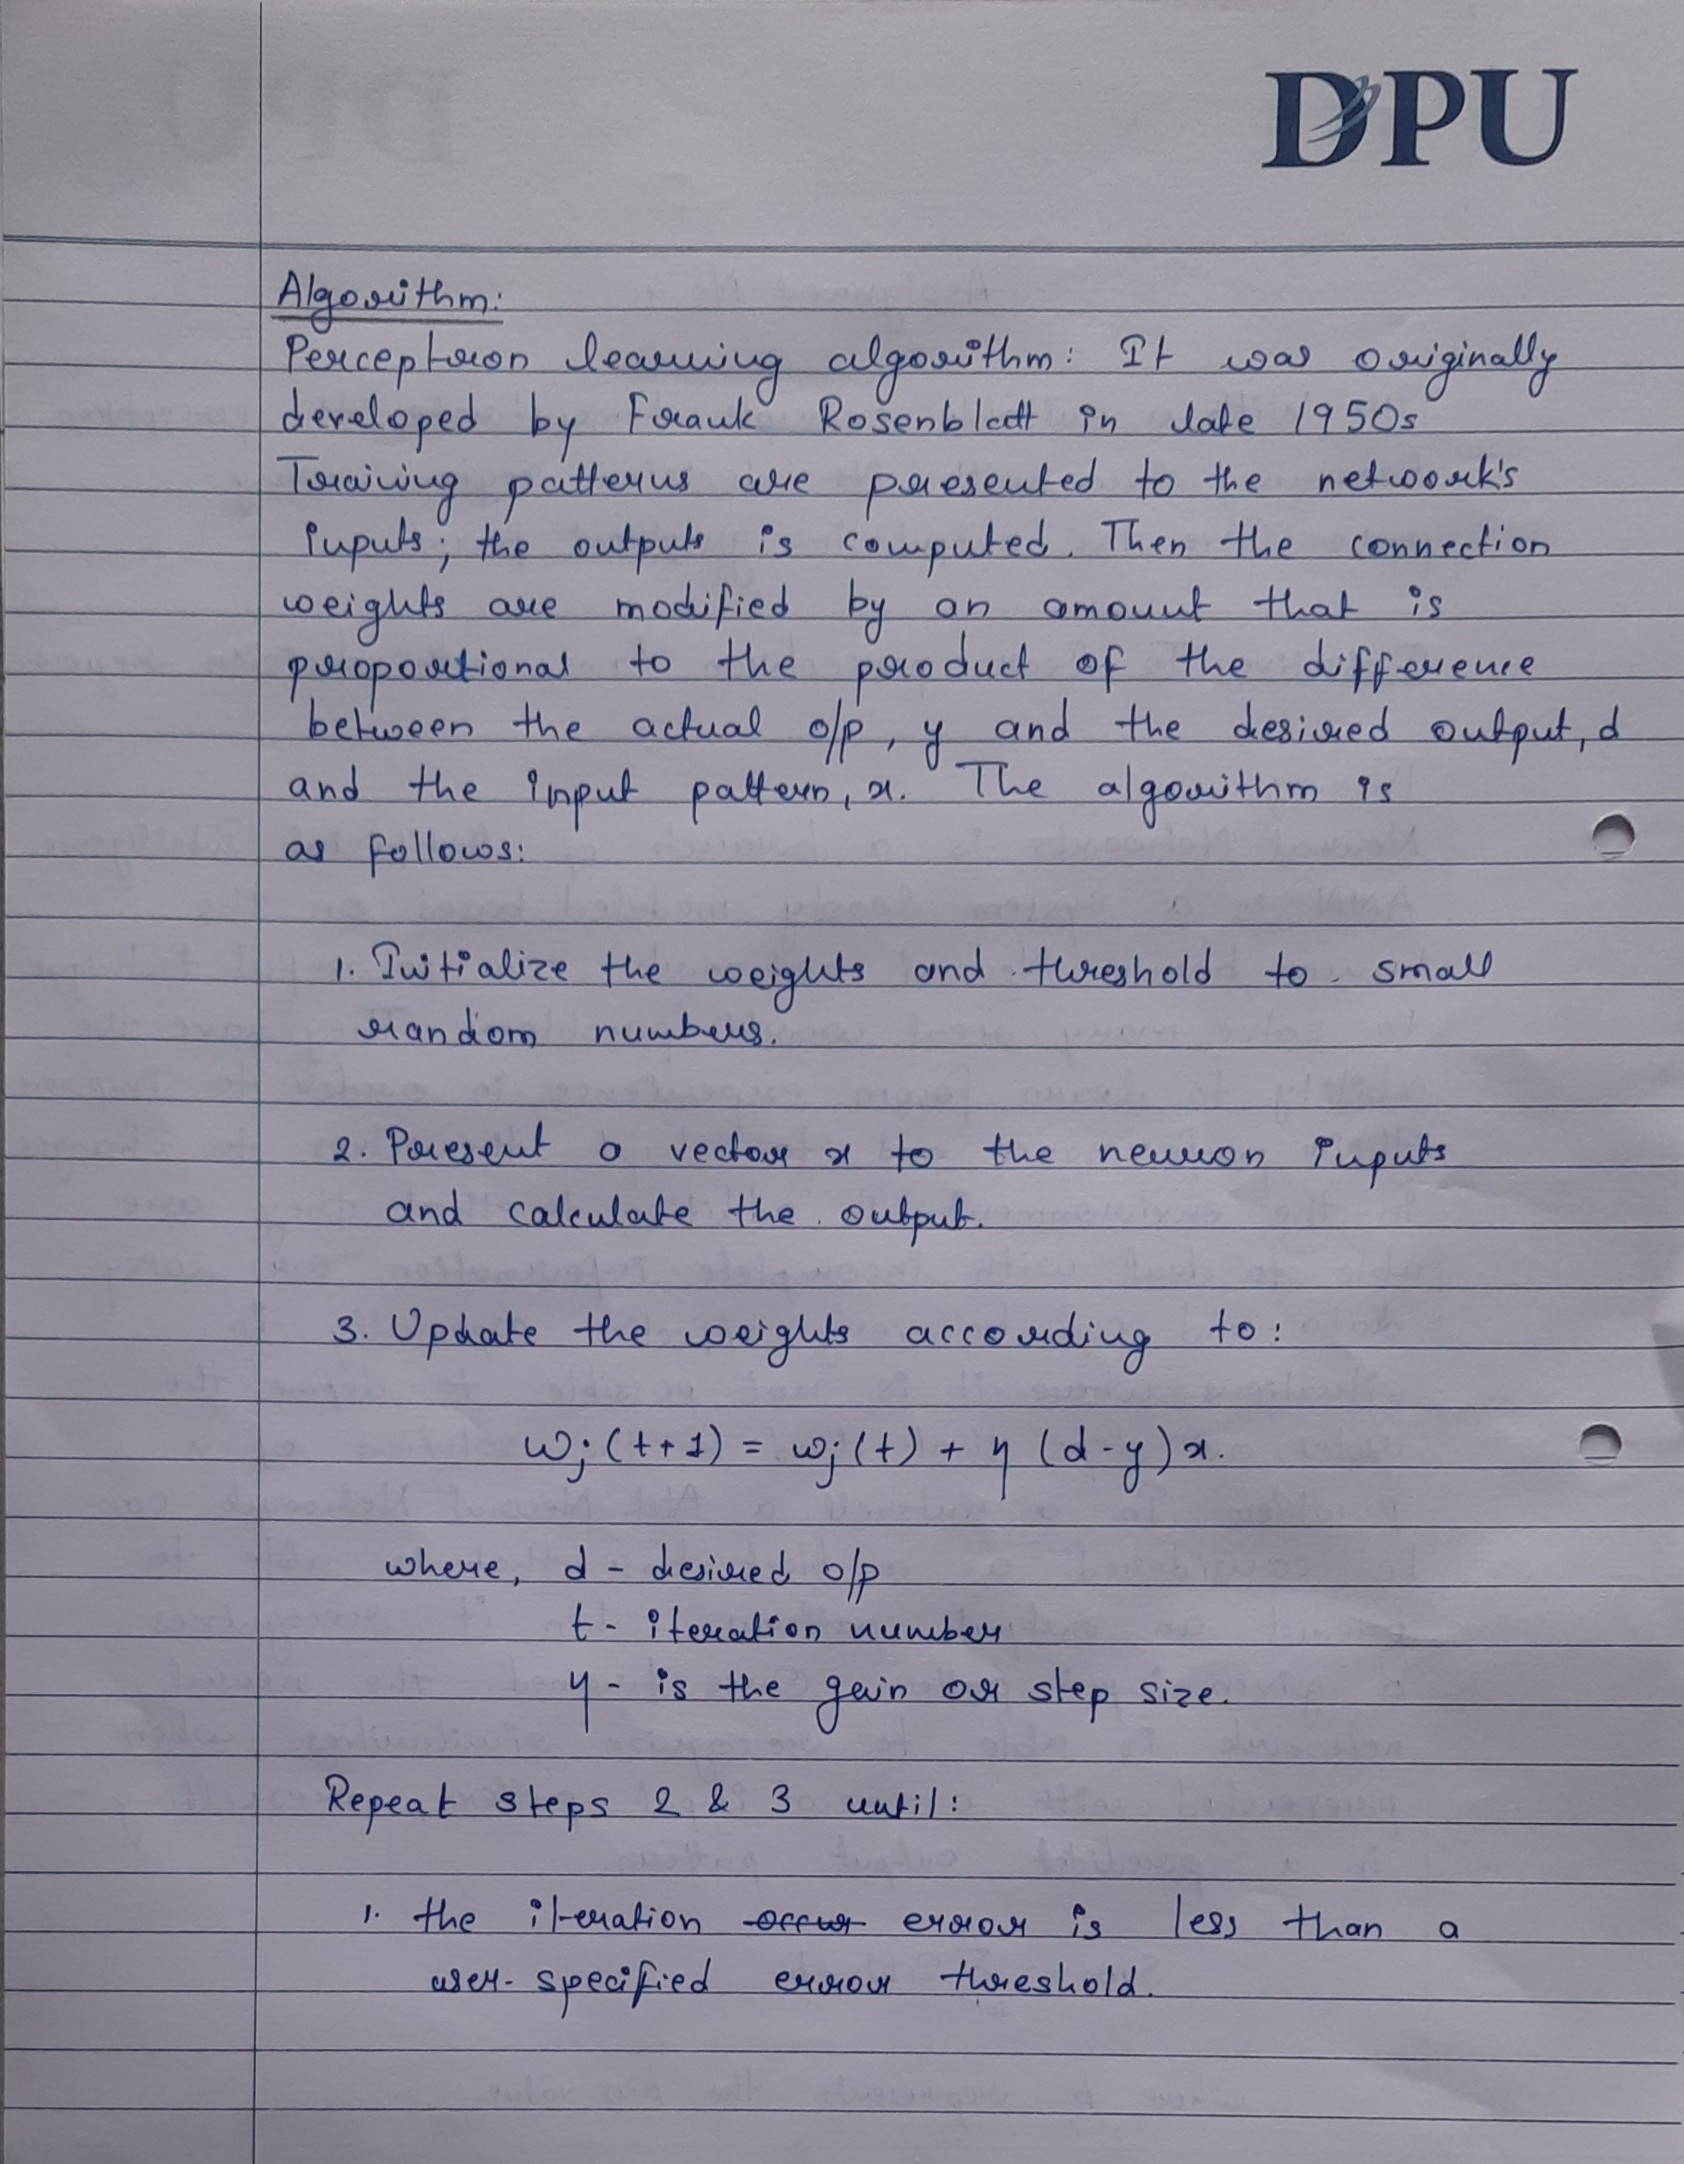 DPU
Algorithm:
Perceptron learning algorithm: It was originally
developed by Frank Rosenblatt in late 1950s
Training patterns are presented to the network's
inputs; the outputs is computed. Then the connection
weights are modified by an amount that is
proportional to the product of the difference
between the actual o/p, y and the desired output, d
and the input pattern, x. The algorithm is
as follows:
1. Initialize the weights and threshold to small
random numbers.
2. Present a vector x to the neuron inputs
and calculate the output.
3. Update the weights according to:
wj(t+1) = wj(t) + η (d-y)x.
where, d - desired o/p
t - iteration number
η - is the gain or step size.
Repeat steps 2 & 3 until:
1. the iteration occur error is less than a
user-specified error threshold.